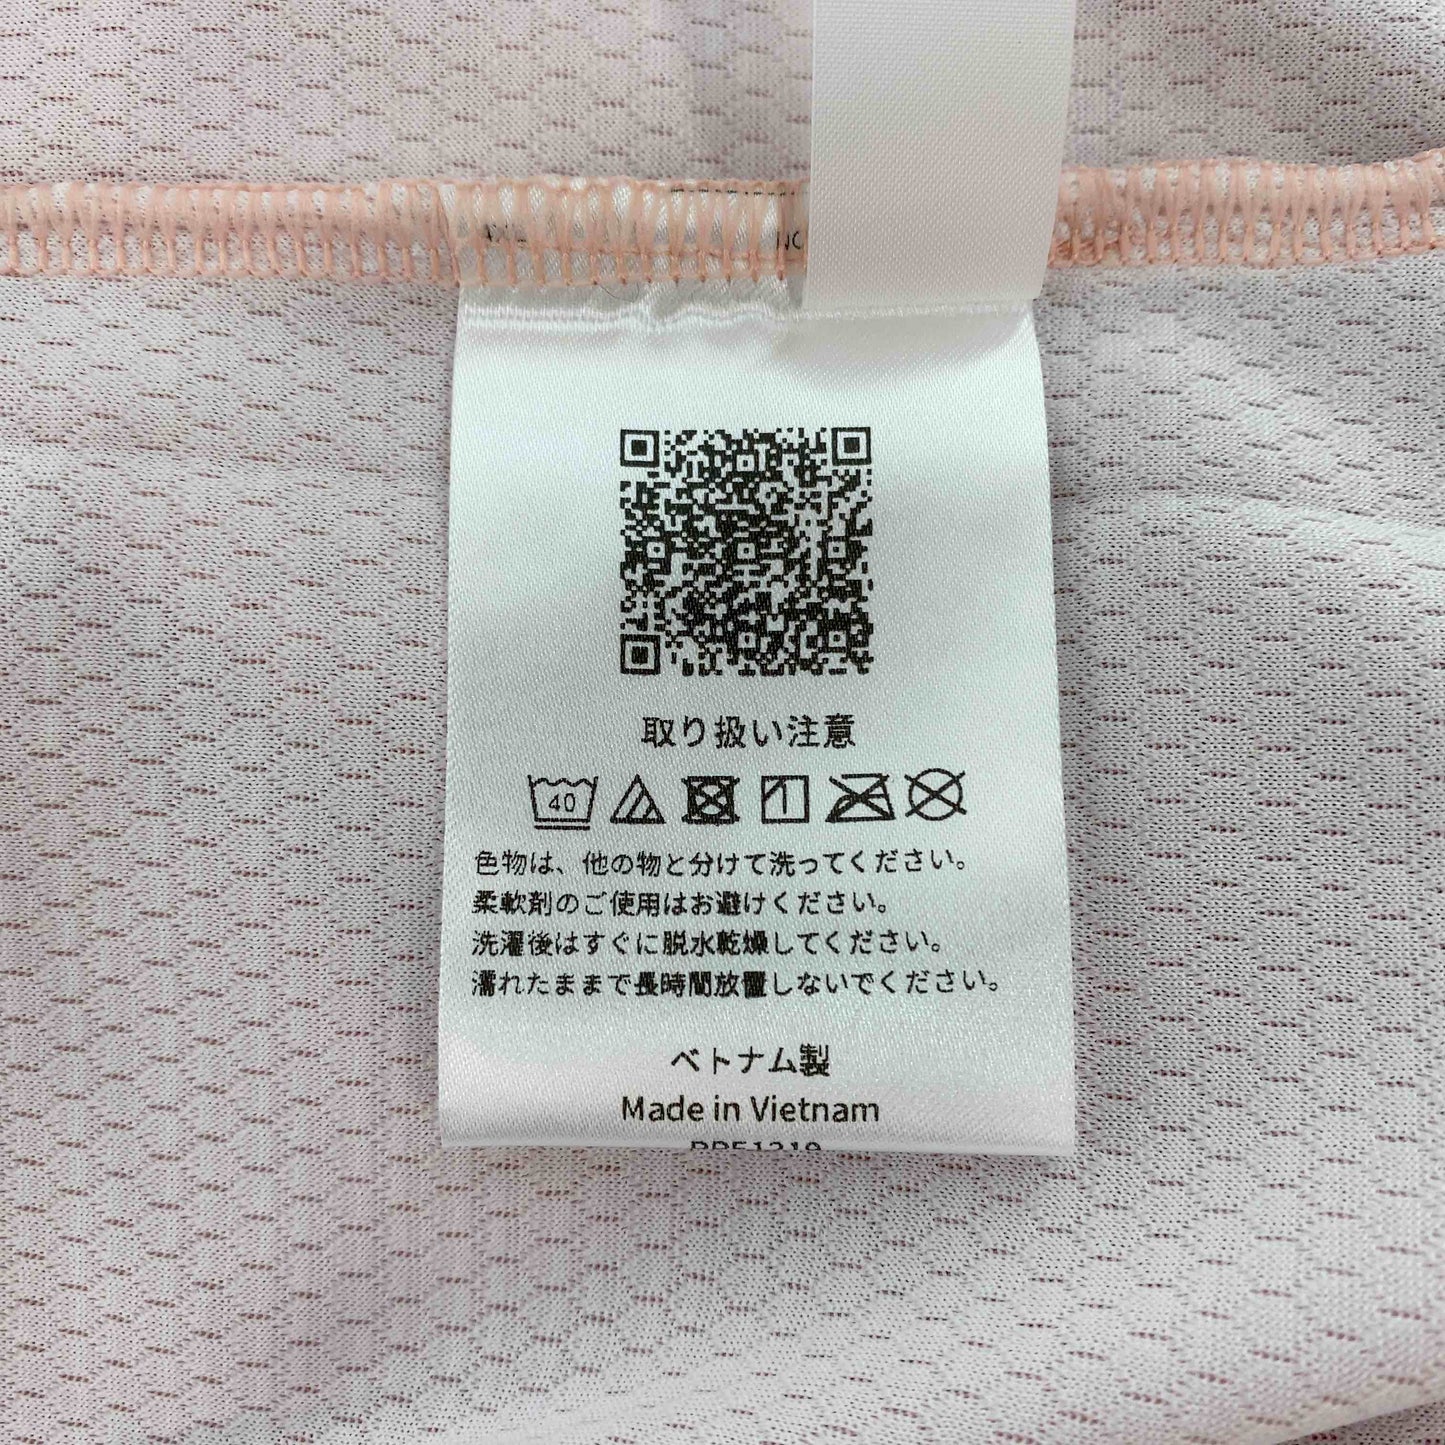 取り扱い注意
40
色物は、他の物と分けて洗ってください。
柔軟剤のご使用はお避けください。
洗濯後はすぐに脱水乾燥してください。
濡れたままで長時間放置しないでください。
ベトナム製
Made in Vietnam